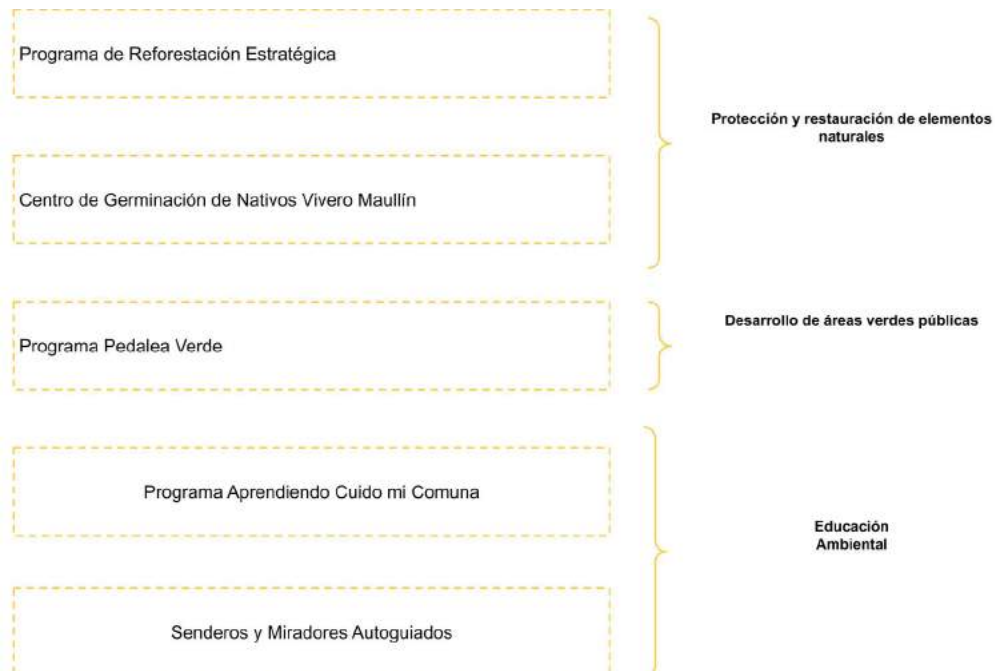 Programa de Reforestación Estratégica
Protección y restauración de elementos
naturales
Centro de Germinación de Nativos Vivero Maullín
Desarrollo de áreas verdes públicas
Programa Pedalea Verde
Programa Aprendiendo Cuido mi Comuna
Educación
Ambiental
Senderos y Miradores Autoguiados